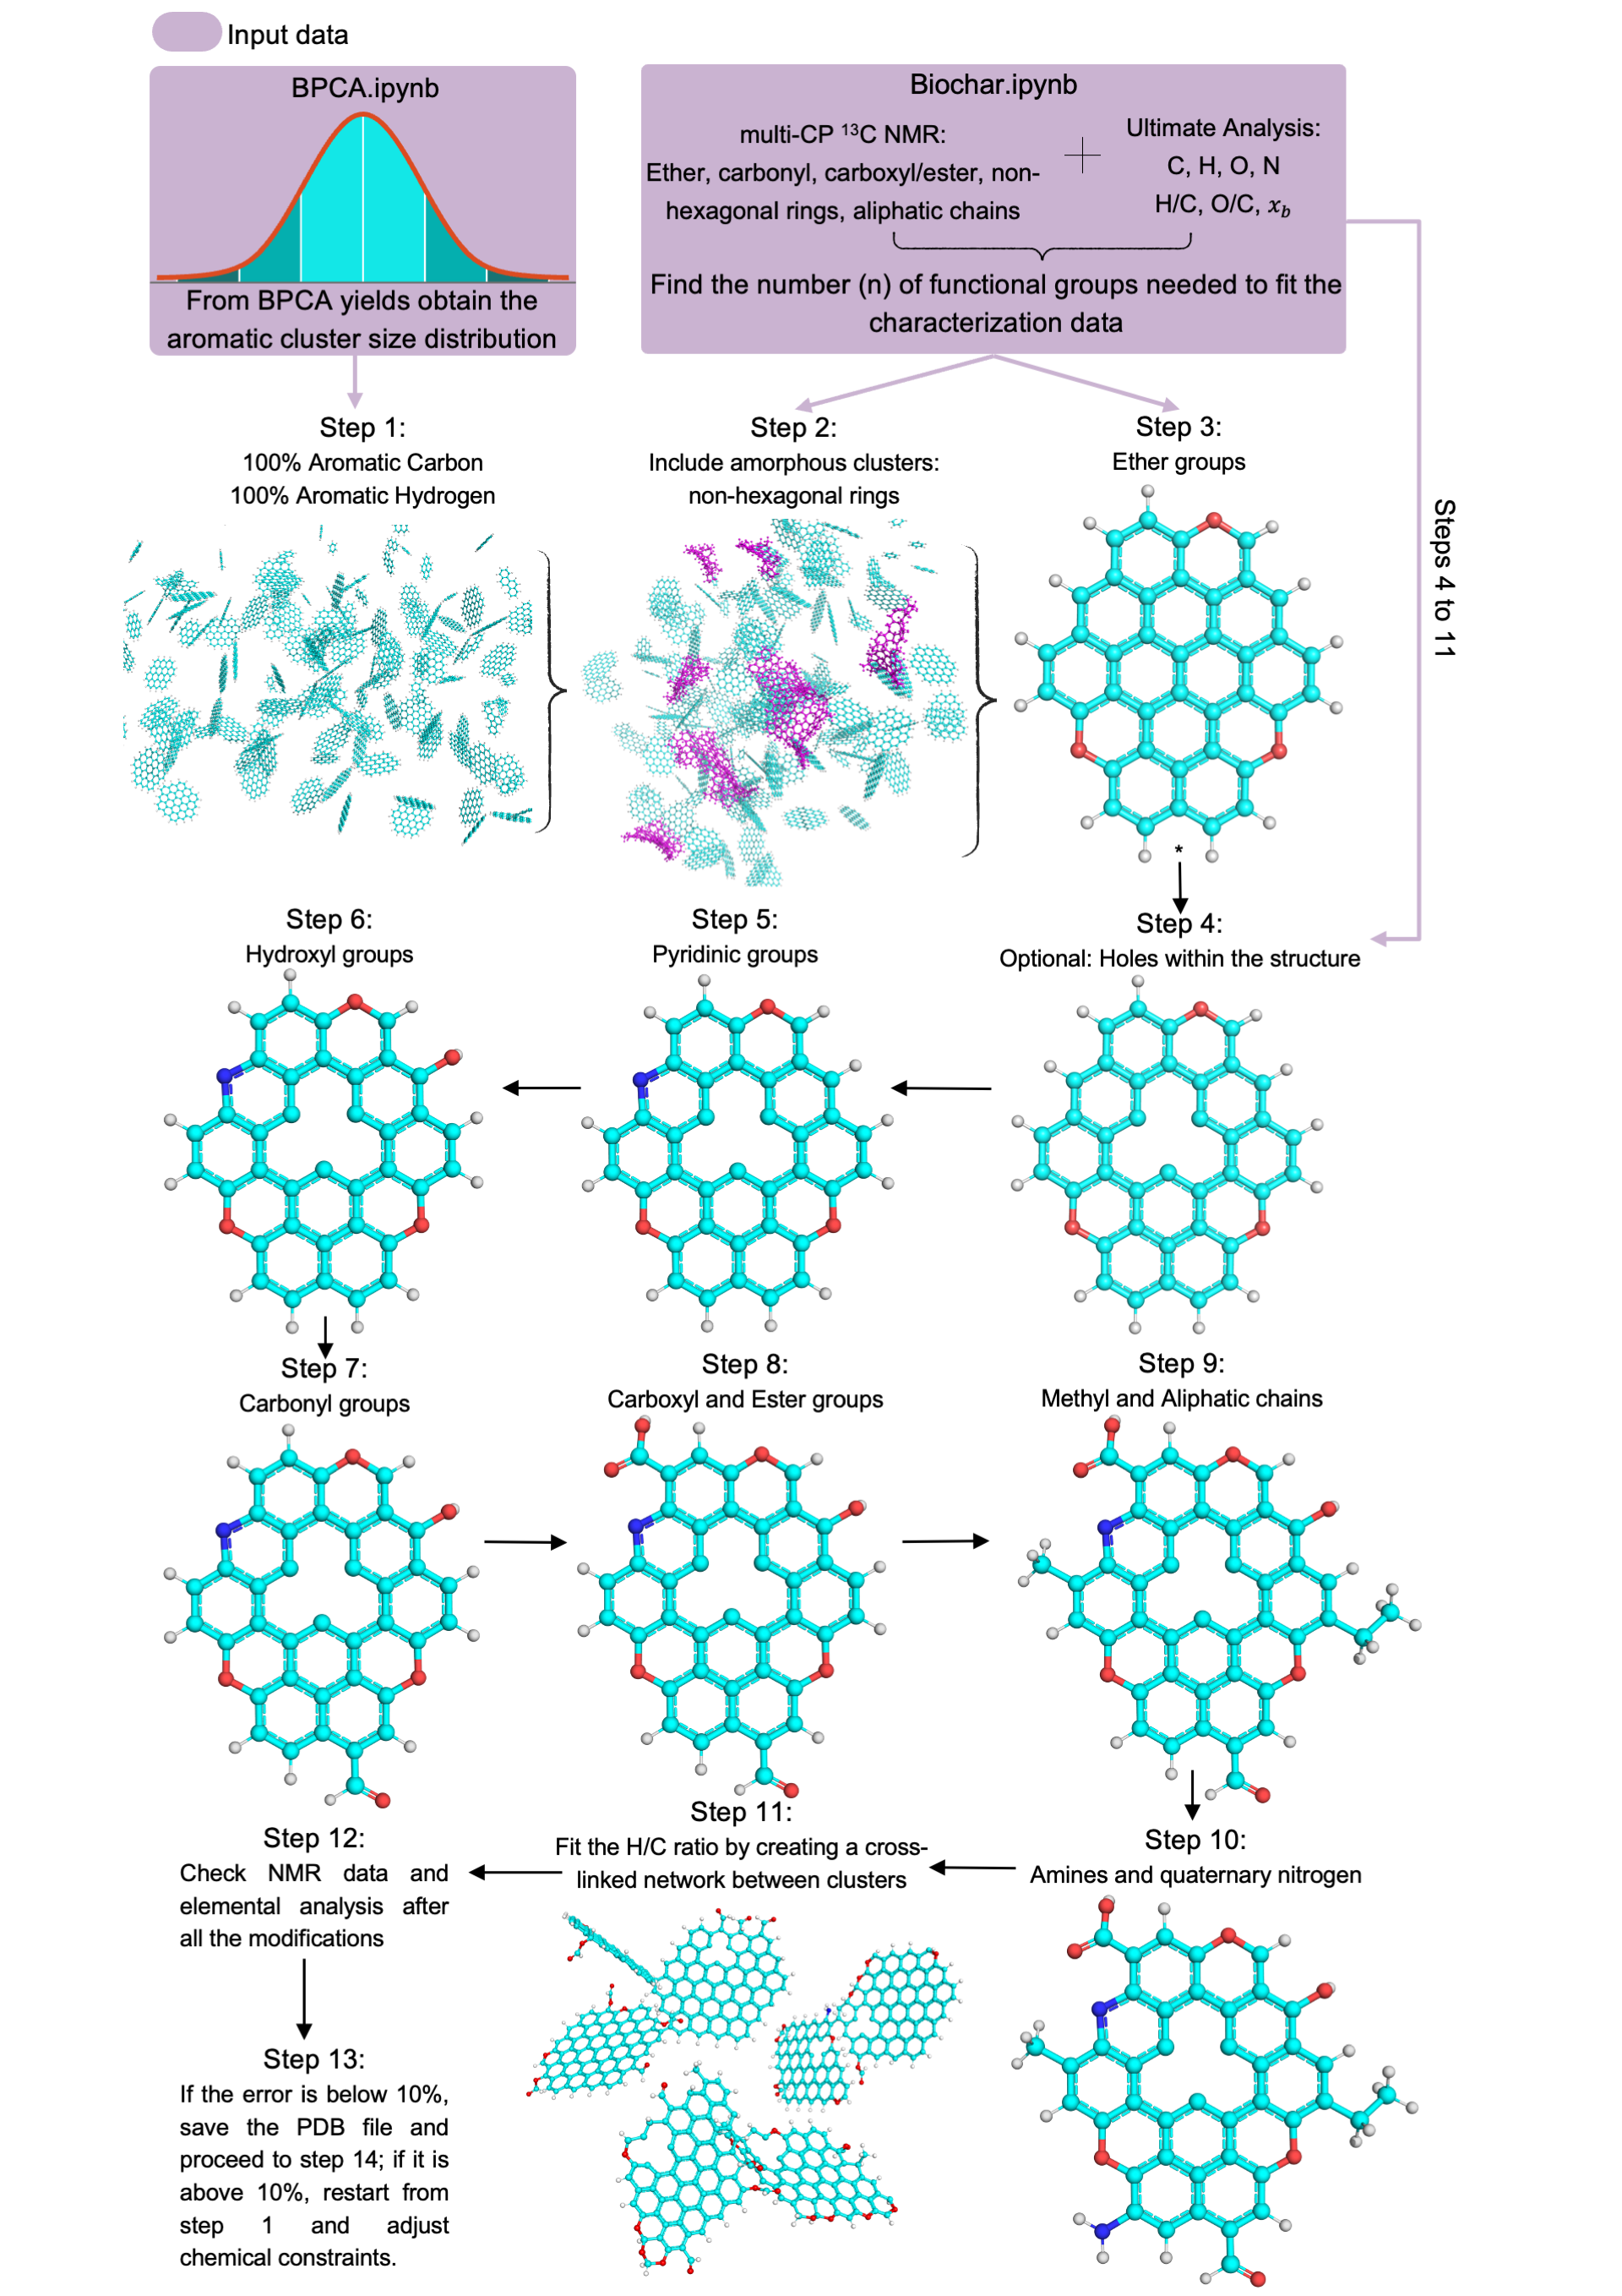 Input data
BPCA.ipynb
From BPCA yields obtain the
aromatic cluster size distribution
Biochar.ipynb
multi-CP ¹³C NMR:
Ether, carbonyl, carboxyl/ester, non-
hexagonal rings, aliphatic chains
+
Ultimate Analysis:
C, H, O, N
H/C, O/C, x_b
Find the number (n) of functional groups needed to fit the
characterization data
Steps 4 to 11
Step 1:
100% Aromatic Carbon
100% Aromatic Hydrogen
Step 2:
Include amorphous clusters:
non-hexagonal rings
Step 3:
Ether groups
*
Step 4:
Optional: Holes within the structure
Step 5:
Pyridinic groups
Step 6:
Hydroxyl groups
Step 7:
Carbonyl groups
Step 8:
Carboxyl and Ester groups
Step 9:
Methyl and Aliphatic chains
Step 10:
Amines and quaternary nitrogen
Step 11:
Fit the H/C ratio by creating a cross-
linked network between clusters
Step 12:
Check NMR data and
elemental analysis after
all the modifications
Step 13:
If the error is below 10%,
save the PDB file and
proceed to step 14; if it is
above 10%, restart from
step 1 and adjust
chemical constraints.